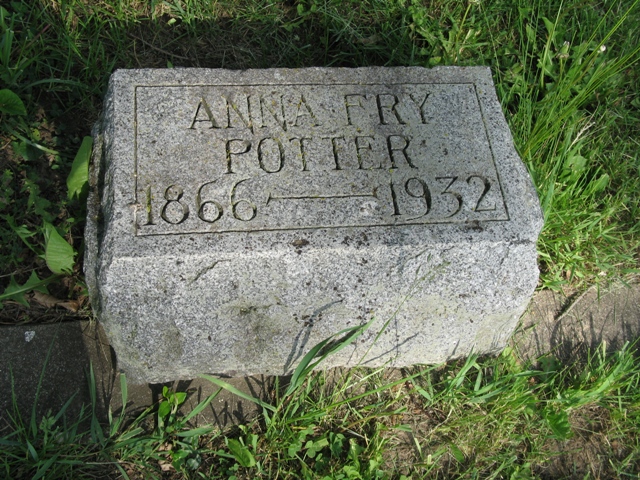 ANNA FRY
POTTER
1866 — 1932